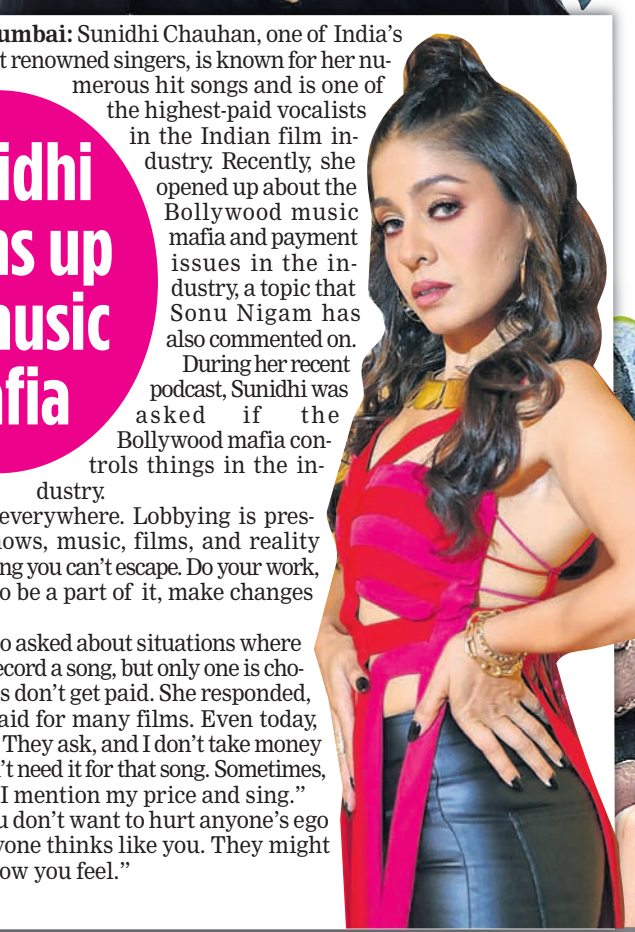 umbai: Sunidhi Chauhan, one of India's
t renowned singers, is known for her nu-
merous hit songs and is one of
the highest-paid vocalists
in the Indian film in-
dustry. Recently, she
opened up about the
Bollywood music
mafia and payment
issues in the in-
dustry, a topic that
Sonu Nigam has
also commented on.
During her recent
podcast, Sunidhi was
asked if the
Bollywood mafia con-
trols things in the in-
dustry.
everywhere. Lobbying is pres-
nows, music, films, and reality
ng you can't escape. Do your work,
o be a part of it, make changes
o asked about situations where
ecord a song, but only one is cho-
s don't get paid. She responded,
aid for many films. Even today,
They ask, and I don't take money
't need it for that song. Sometimes,
I mention my price and sing."
u don't want to hurt anyone's ego
yone thinks like you. They might
ow you feel."
idhi
ns up
music
afia